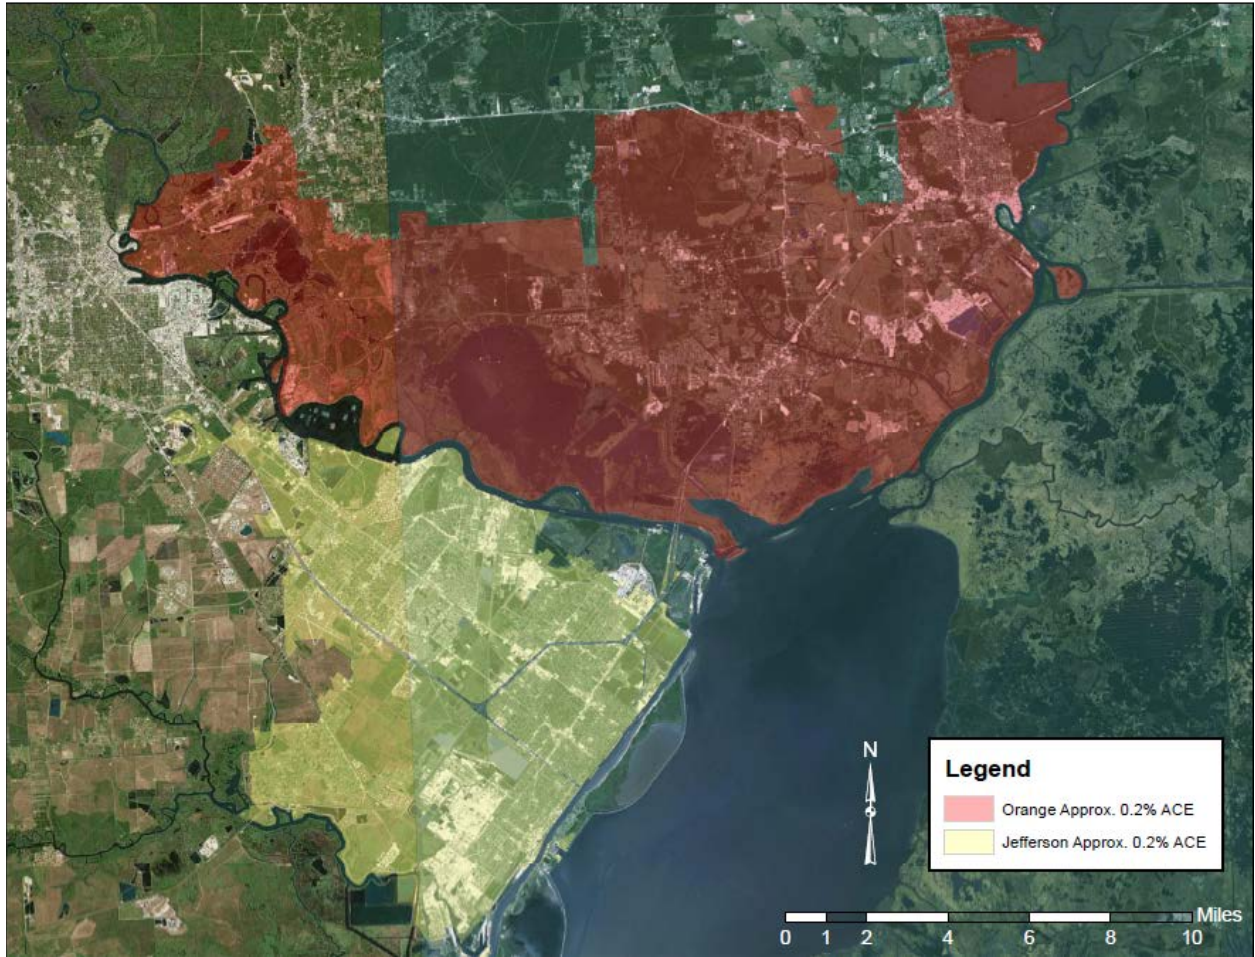 N
Legend
Orange Approx. 0.2% ACE
Jefferson Approx. 0.2% ACE
Miles
0 1 2 4 6 8 10